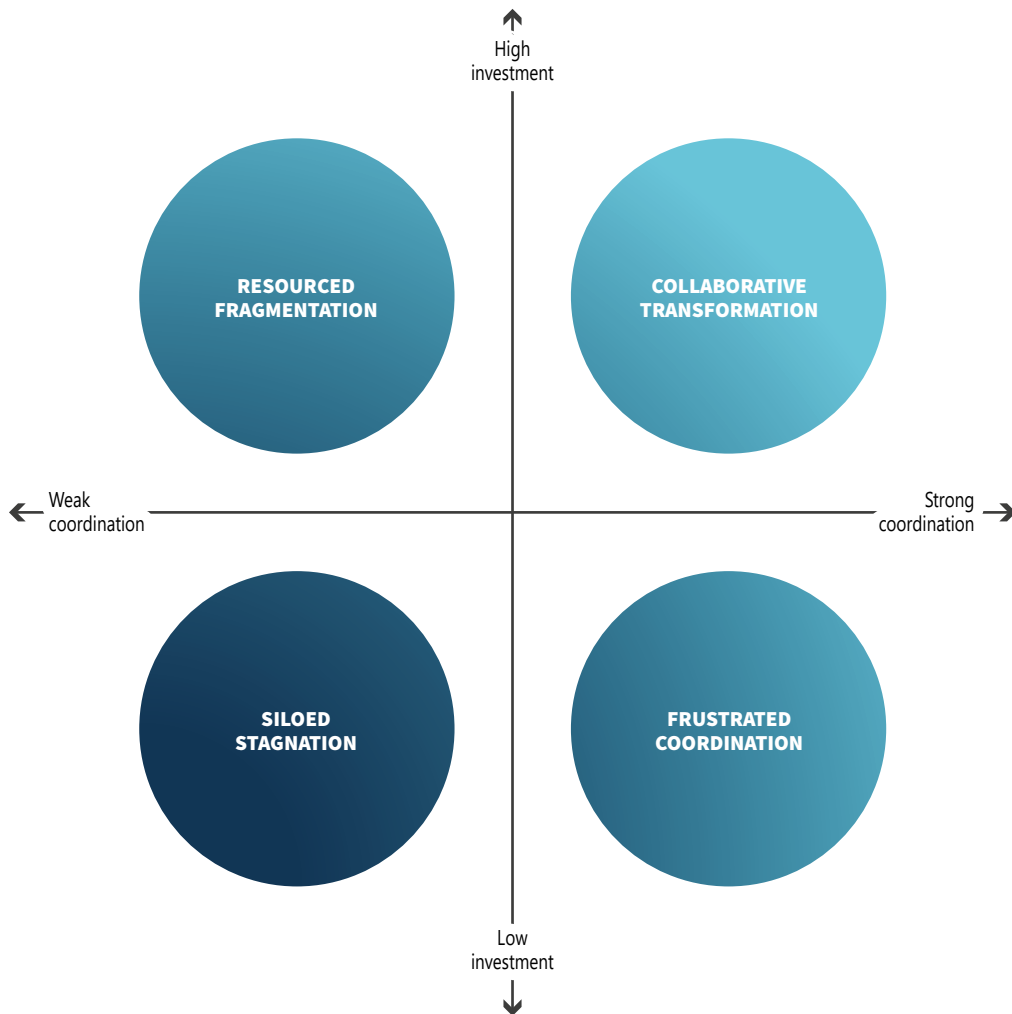 High
investment
RESOURCED
FRAGMENTATION
COLLABORATIVE
TRANSFORMATION
Weak
coordination
Strong
coordination
SILOED
STAGNATION
FRUSTRATED
COORDINATION
Low
investment